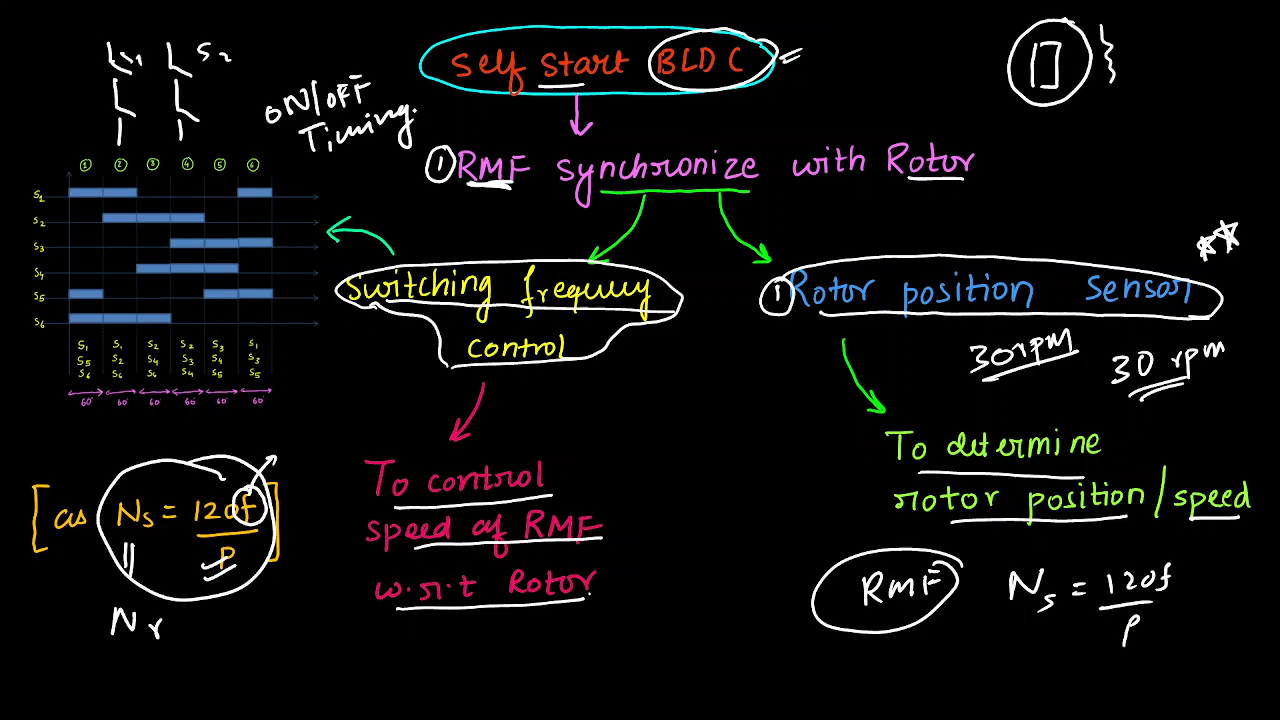 Self start BLDC =
S1 S2
ON/OFF
Timing.
① RMF synchronize with Rotor
① ② ③ ④ ⑤ ⑥
S1
S2
S3
S4
S5
S6
S1 S1 S2 S2 S3 S1
S5 S2 S4 S3 S4 S3
S6 S6 S6 S4 S5 S5
60° 60° 60° 60° 60° 60°
Switching frequency
control
① Rotor position Sensor
30 rpm
30 rpm
To control
speed of RMF
w.r.t Rotor
To determine
rotor position / speed
[as Ns = 120f
P]
Nr
RMF
Ns = 120f
P